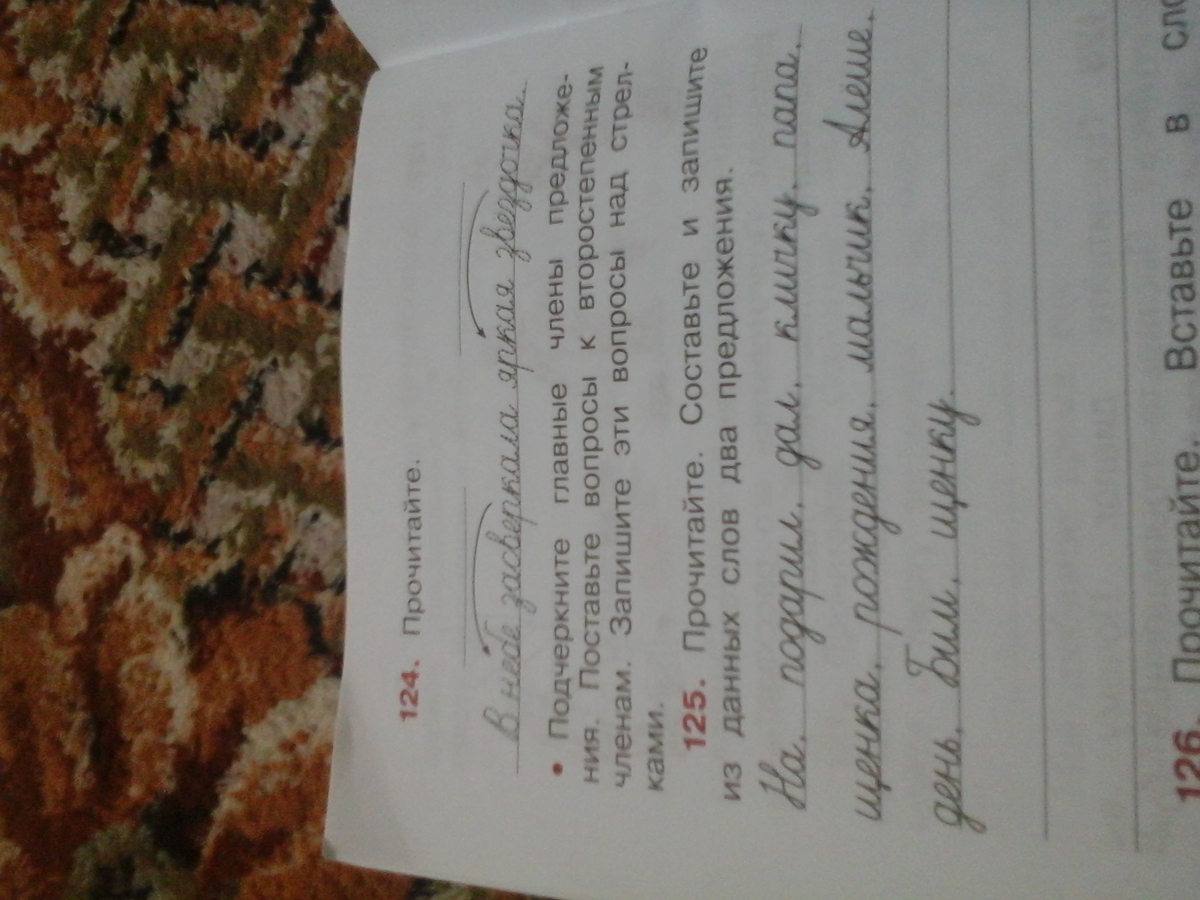 124. Прочитайте.
В небе засверкала яркая звёздочка.
• Подчеркните главные члены предложе-
ния. Поставьте вопросы к второстепенным
членам. Запишите эти вопросы над стрел-
ками.
125. Прочитайте. Составьте и запишите
из данных слов два предложения.
На, подарил, дал, кличку, папа,
щенка, рождения, мальчик, Алёше,
день, Бим, щенку.
126. Прочитайте. Вставьте в сло